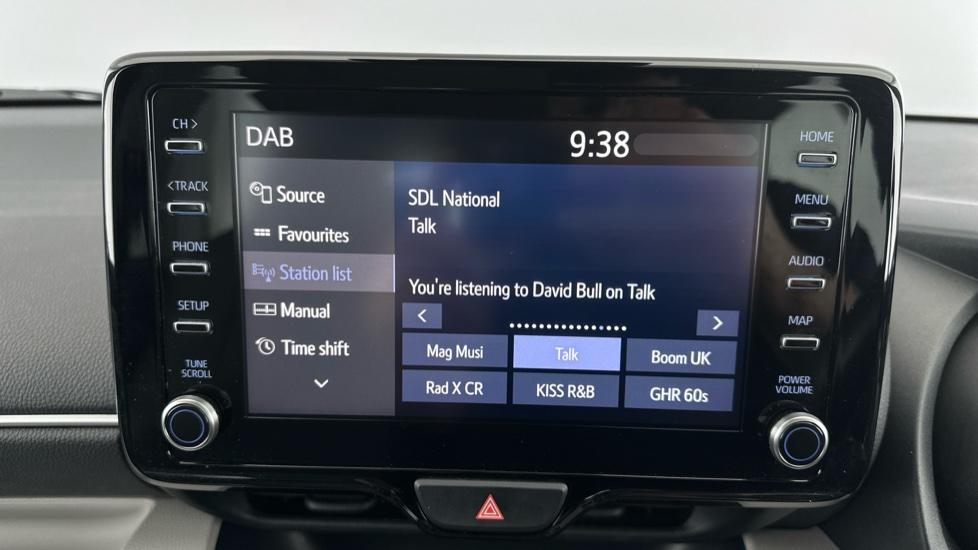 CH >
< TRACK
PHONE
SETUP
TUNE
SCROLL
DAB
9:38
Source
Favourites
Station list
Manual
Time shift
SDL National
Talk
You're listening to David Bull on Talk
<
>
Mag Musi
Talk
Boom UK
Rad X CR
KISS R&B
GHR 60s
HOME
MENU
AUDIO
MAP
POWER
VOLUME